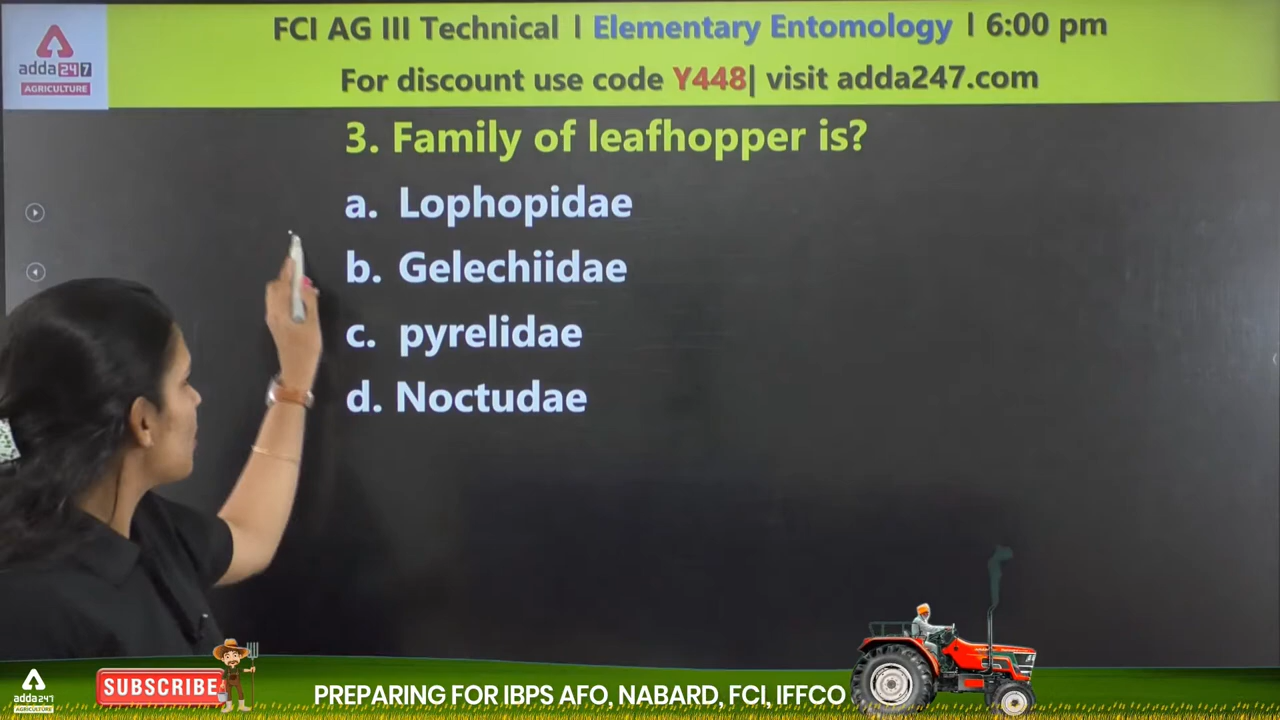 FCI AG III Technical | Elementary Entomology | 6:00 pm
For discount use code Y448| visit adda247.com
adda247
AGRICULTURE
3. Family of leafhopper is?
a. Lophopidae
b. Gelechiidae
c. pyrelidae
d. Noctudae
adda247
AGRICULTURE
SUBSCRIBE
PREPARING FOR IBPS AFO, NABARD, FCI, IFFCO